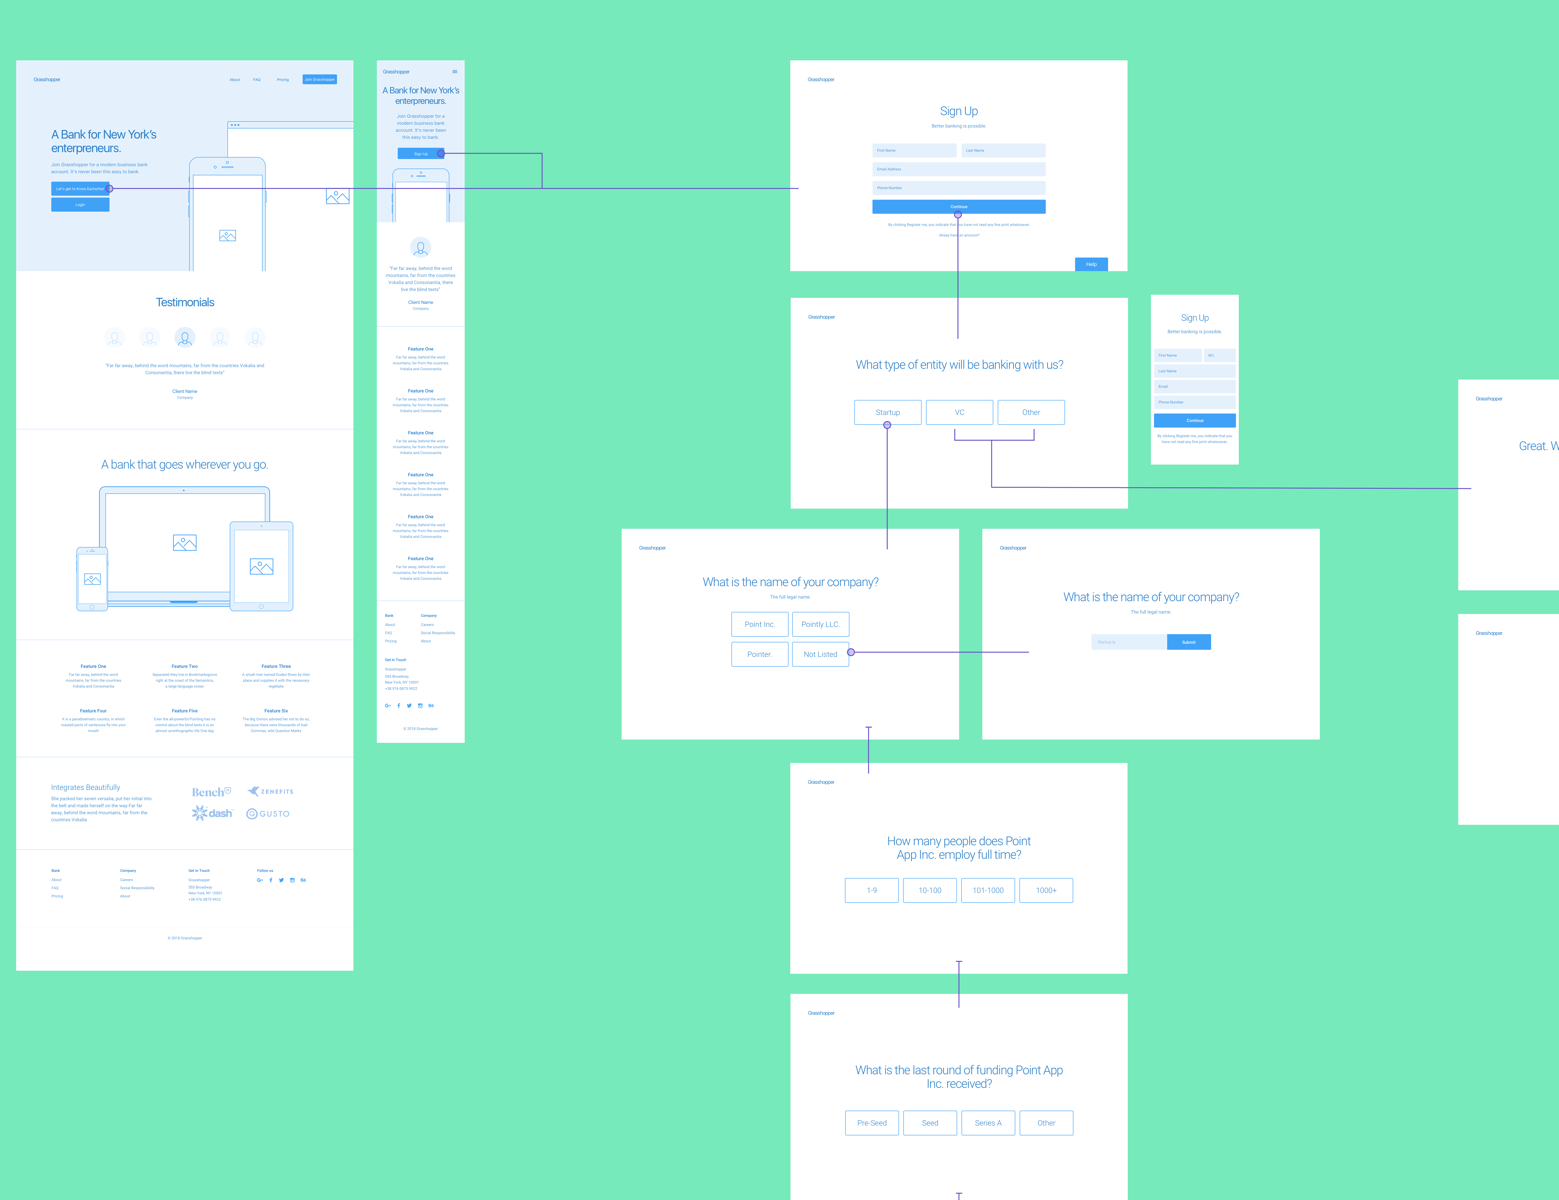 Grasshopper
About
FAQ
Pricing
Join Grasshopper
A Bank for New York's
enterpreneurs.
Join Grasshopper for a modern business bank
account. It's never been this easy to bank.
Let's get to know Eachother
Login
Testimonials
"Far far away, behind the word mountains, far from the countries Vokalia and
Consonantia, there live the blind texts"
Client Name
Company
A bank that goes wherever you go.
Feature One
Far far away, behind the word
mountains, far from the countries
Vokalia and Consonantia
Feature Two
Separated they live in Bookmarksgrove
right at the coast of the Semantics,
a large language ocean
Feature Three
A small river named Duden flows by their
place and supplies it with the necessary
regelialia
Feature Four
It is a paradisematic country, in which
roasted parts of sentences fly into your
mouth
Feature Five
Even the all-powerful Pointing has no
control about the blind texts it is an
almost unorthographic life One day
Feature Six
The Big Oxmox advised her not to do so,
because there were thousands of bad
Commas, wild Question Marks
Integrates Beautifully
She packed her seven versalia, put her initial into
the belt and made herself on the way Far far
away, behind the word mountains, far from the
countries Vokalia
Bench
ZENEFITS
dash
GUSTO
Bank
About
FAQ
Pricing
Company
Careers
Social Responsibility
About
Get in Touch
Grasshopper
555 Broadway
New York, NY 10001
+38 976 0873 9922
Follow us
© 2018 Grasshopper
Grasshopper
A Bank for New York's
enterpreneurs.
Join Grasshopper for a
modern business bank
account. It's never been
this easy to bank.
Sign Up
"Far far away, behind the word
mountains, far from the countries
Vokalia and Consonantia, there
live the blind texts"
Client Name
Company
Feature One
Far far away, behind the word
mountains, far from the countries
Vokalia and Consonantia
Feature One
Far far away, behind the word
mountains, far from the countries
Vokalia and Consonantia
Feature One
Far far away, behind the word
mountains, far from the countries
Vokalia and Consonantia
Feature One
Far far away, behind the word
mountains, far from the countries
Vokalia and Consonantia
Feature One
Far far away, behind the word
mountains, far from the countries
Vokalia and Consonantia
Feature One
Far far away, behind the word
mountains, far from the countries
Vokalia and Consonantia
Bank
About
FAQ
Pricing
Company
Careers
Social Responsibility
About
Get in Touch
Grasshopper
555 Broadway
New York, NY 10001
+38 976 0873 9922
© 2018 Grasshopper
Grasshopper
Sign Up
Better banking is possible.
First Name
Last Name
Email Address
Phone Number
Continue
By clicking Register me, you indicate that you have not read any fine print whatsoever.
Already have an account?
Help
Grasshopper
What type of entity will be banking with us?
Startup
VC
Other
Sign Up
Better banking is possible.
First Name
M.I.
Last Name
Email
Phone Number
Continue
By clicking Register me, you indicate that you
have not read any fine print whatsoever.
Grasshopper
What is the name of your company?
The full legal name.
Point Inc.
Pointly LLC.
Pointer.
Not Listed
Grasshopper
What is the name of your company?
The full legal name.
Submit
Grasshopper
How many people does Point
App Inc. employ full time?
1-9
10-100
101-1000
1000+
Grasshopper
What is the last round of funding Point App
Inc. received?
Pre-Seed
Seed
Series A
Other
Grasshopper
Great. W
Grasshopper